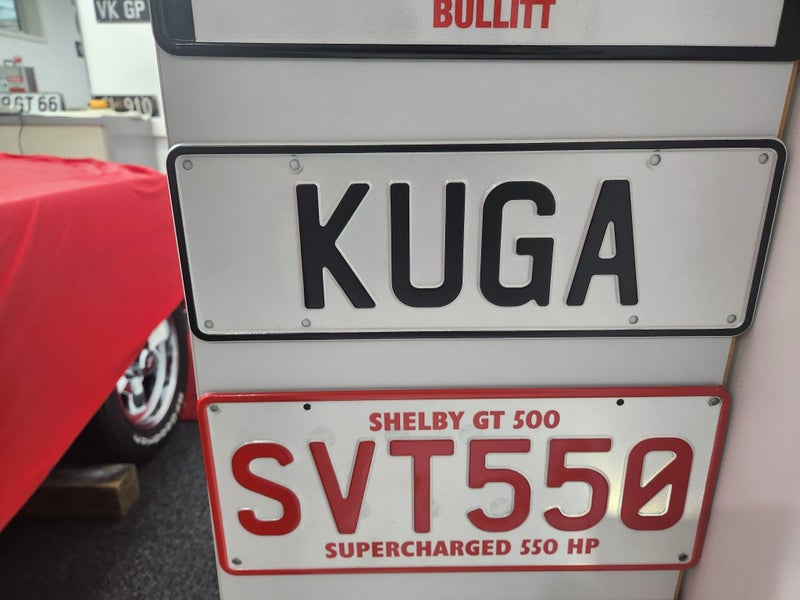 VK GP
BULLITT
GT 66
910
KUGA
SHELBY GT 500
SVT550
SUPERCHARGED 550 HP